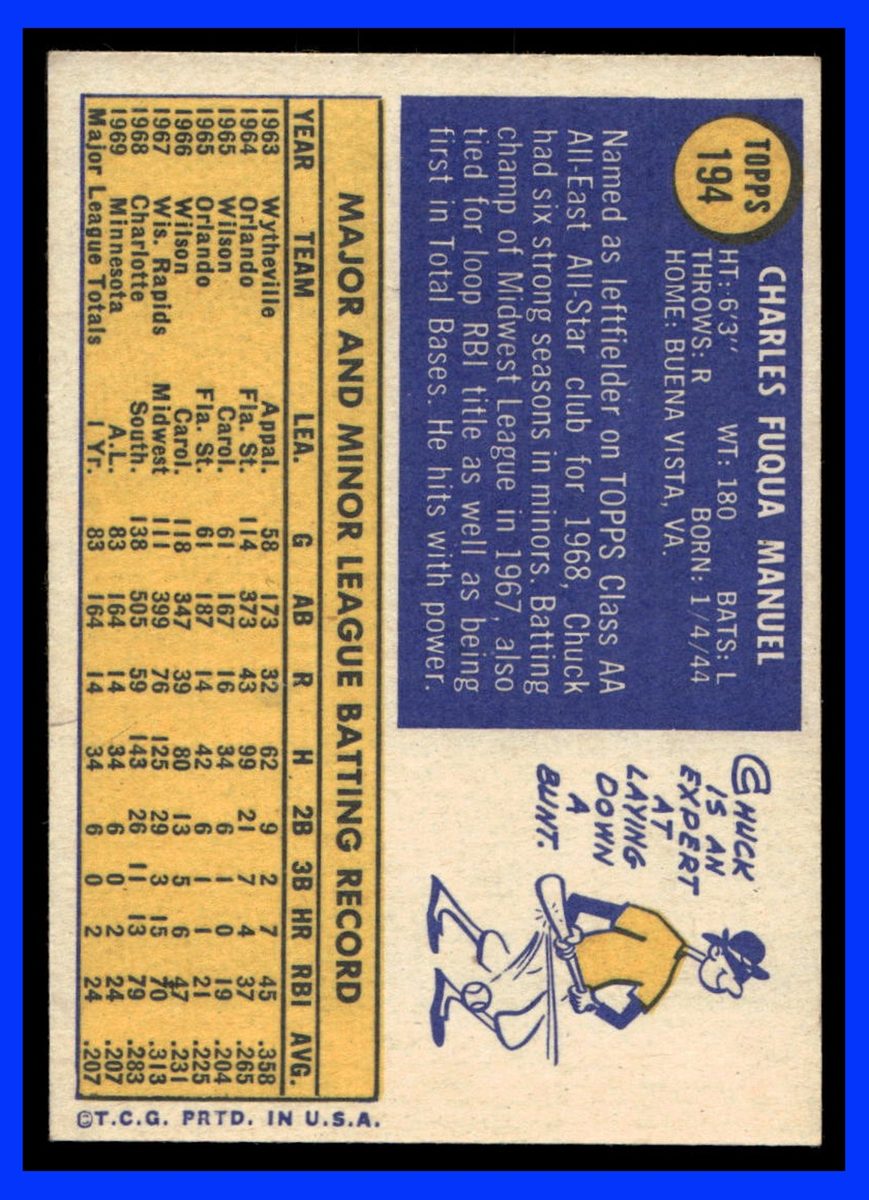 TOPPS
194
CHARLES FUQUA MANUEL
HT: 6'3" WT: 180 BATS: L
THROWS: R BORN: 1/4/44
HOME: BUENA VISTA, VA.
Named as leftfielder on TOPPS Class AA
All-East All-Star club for 1968, Chuck
had six strong seasons in minors. Batting
champ of Midwest League in 1967, also
tied for loop RBI title as well as being
first in Total Bases. He hits with power.
CHUCK
IS AN
EXPERT
AT
LAYING
DOWN
A
BUNT.
MAJOR AND MINOR LEAGUE BATTING RECORD
YEAR TEAM LEA. G AB R H 2B 3B HR RBI AVG.
1963 Wytheville Appal. 58 173 32 62 9 2 7 45 .358
1964 Orlando Fla. St. 114 373 43 99 21 7 4 37 .265
1965 Wilson Carol. 61 167 16 34 6 1 0 19 .204
1965 Orlando Fla. St. 61 187 14 42 6 1 1 21 .225
1966 Wilson Carol. 118 347 39 80 13 5 6 47 .231
1967 Wis. Rapids Midwest 111 399 76 125 29 3 15 70 .313
1968 Charlotte South. 138 505 59 143 26 11 13 79 .283
1969 Minnesota A.L. 83 164 14 34 6 0 2 24 .207
Major League Totals 1 Yr. 83 164 14 34 6 0 2 24 .207
©T.C.G. PRTD. IN U.S.A.